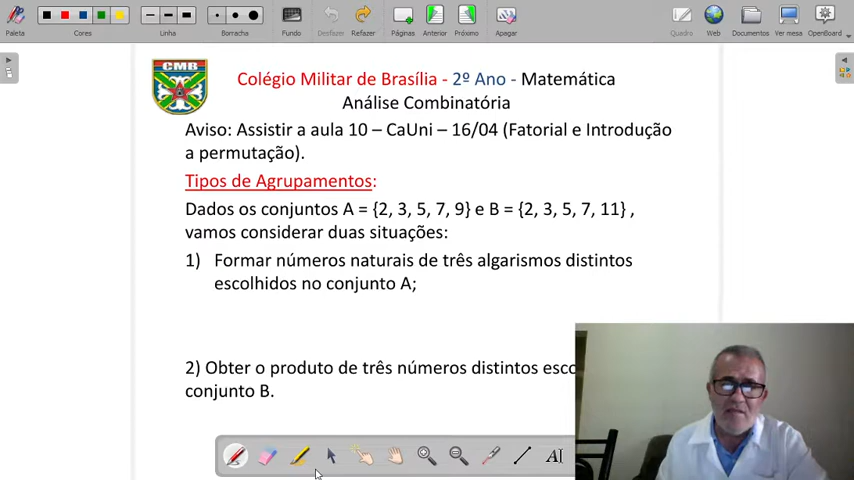 Paleta
Cores
Linha
Borracha
Fundo
Desfazer
Refazer
Páginas
Anterior
Próximo
Apagar
Quadro
Web
Documentos
Ver mesa
OpenBoard
CMB
Colégio Militar de Brasília - 2º Ano - Matemática
Análise Combinatória
Aviso: Assistir a aula 10 – CaUni – 16/04 (Fatorial e Introdução
a permutação).
Tipos de Agrupamentos:
Dados os conjuntos A = {2, 3, 5, 7, 9} e B = {2, 3, 5, 7, 11} ,
vamos considerar duas situações:
1) Formar números naturais de três algarismos distintos
escolhidos no conjunto A;
2) Obter o produto de três números distintos esco
conjunto B.
AI